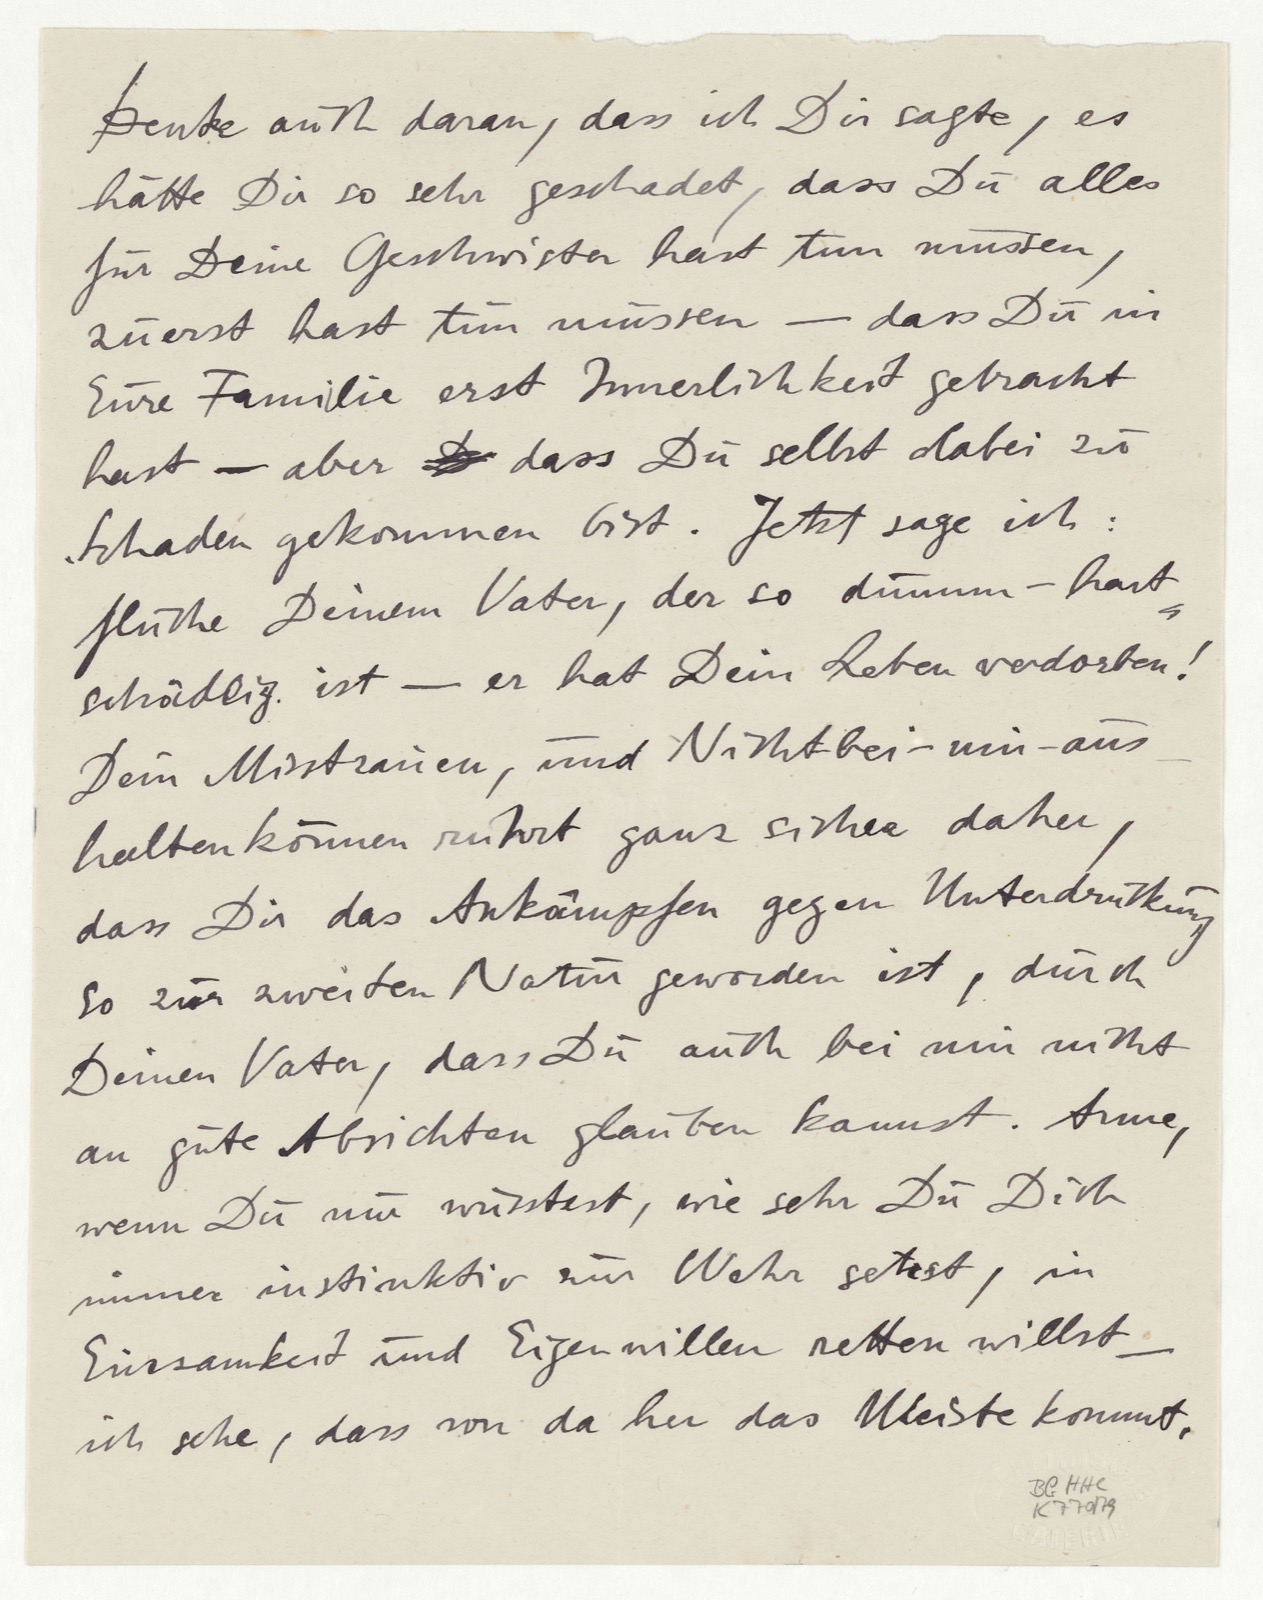 Denke auch daran, dass ich Dir sagte, es
hätte Dir so sehr geschadet, dass Du alles
für Deine Geschwister hast tun müssen,
zuerst hast tun müssen — dass Du in
Eure Familie erst Innerlichkeit gebracht
hast — aber dass Du selbst dabei zu
Schaden gekommen bist. Jetzt sage ich:
fluche Deinem Vater, der so dumm-hart=
schädlig. ist — er hat Dein Leben verdorben!
Dein Misstrauen, und Nichtbei-mir-aus-
haltenkönnen rührt ganz sicher daher,
dass Dir das Ankämpfen gegen Unterdrückung
so zur zweiten Natur geworden ist, durch
Deinen Vater, dass Du auch bei mir nicht
an gute Absichten glauben kannst. Arme,
wenn Du nur wüsstest, wie sehr Du Dich
immer instinktiv zur Wehr setzst, in
Einsamkeit und Eigenwillen retten willst —
ich sehe, dass von da her das Meiste kommt.
BG HHC
K 770/79